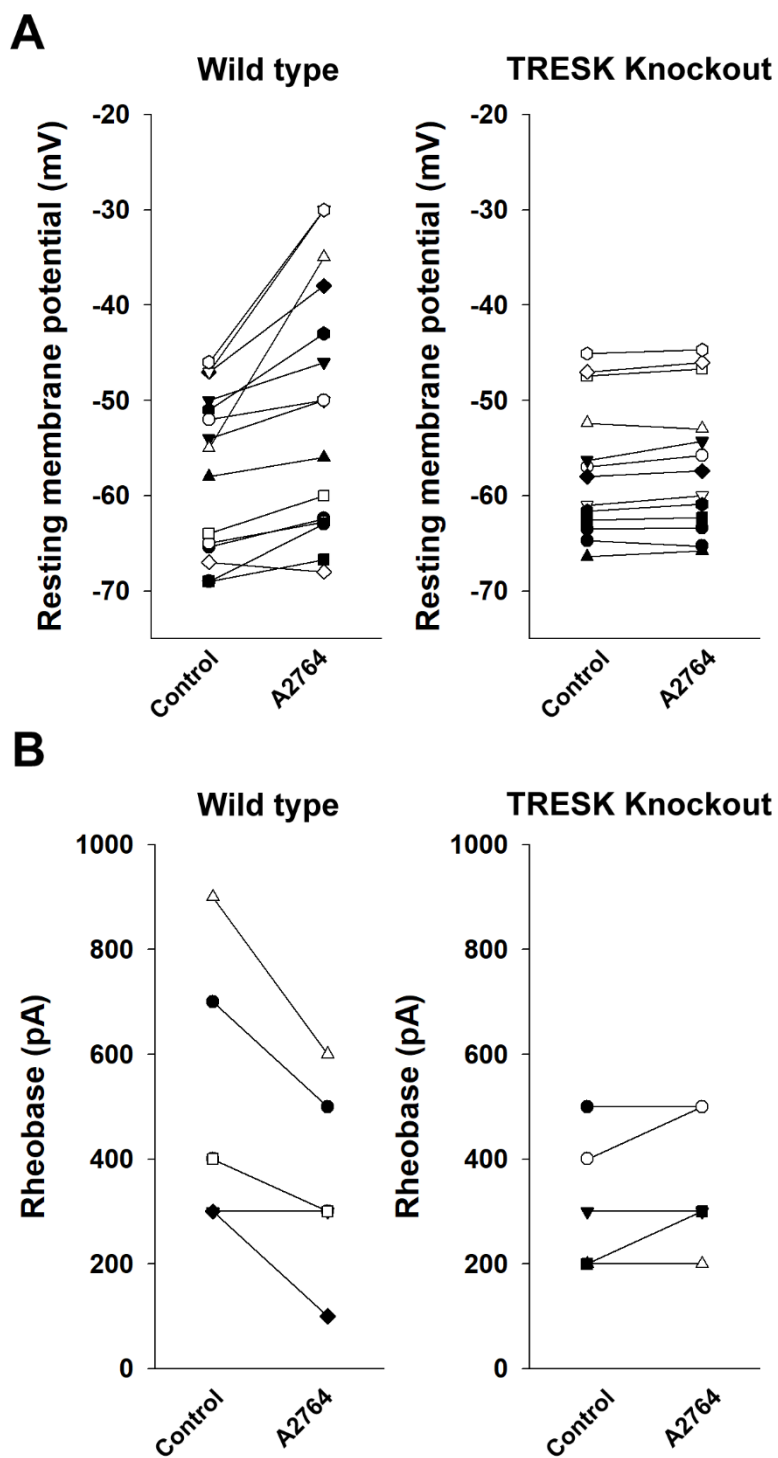 A
Wild type
TRESK Knockout
Resting membrane potential (mV)
-20
-30
-40
-50
-60
-70
Control
A2764
Resting membrane potential (mV)
-20
-30
-40
-50
-60
-70
Control
A2764
B
Wild type
TRESK Knockout
Rheobase (pA)
1000
800
600
400
200
0
Control
A2764
Rheobase (pA)
1000
800
600
400
200
0
Control
A2764